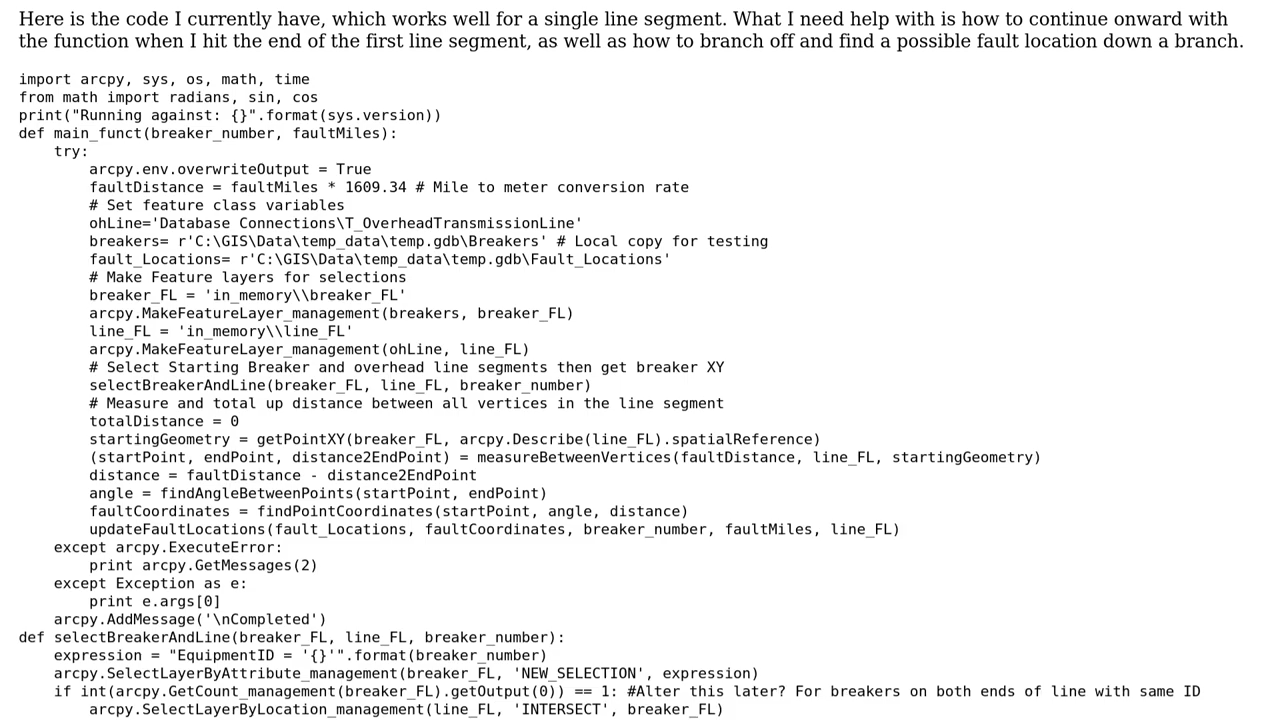 Here is the code I currently have, which works well for a single line segment. What I need help with is how to continue onward with
the function when I hit the end of the first line segment, as well as how to branch off and find a possible fault location down a branch.
import arcpy, sys, os, math, time
from math import radians, sin, cos
print("Running against: {}".format(sys.version))
def main_funct(breaker_number, faultMiles):
    try:
        arcpy.env.overwriteOutput = True
        faultDistance = faultMiles * 1609.34 # Mile to meter conversion rate
        # Set feature class variables
        ohLine='Database Connections\T_OverheadTransmissionLine'
        breakers= r'C:\GIS\Data\temp_data\temp.gdb\Breakers' # Local copy for testing
        fault_Locations= r'C:\GIS\Data\temp_data\temp.gdb\Fault_Locations'
        # Make Feature layers for selections
        breaker_FL = 'in_memory\\breaker_FL'
        arcpy.MakeFeatureLayer_management(breakers, breaker_FL)
        line_FL = 'in_memory\\line_FL'
        arcpy.MakeFeatureLayer_management(ohLine, line_FL)
        # Select Starting Breaker and overhead line segments then get breaker XY
        selectBreakerAndLine(breaker_FL, line_FL, breaker_number)
        # Measure and total up distance between all vertices in the line segment
        totalDistance = 0
        startingGeometry = getPointXY(breaker_FL, arcpy.Describe(line_FL).spatialReference)
        (startPoint, endPoint, distance2EndPoint) = measureBetweenVertices(faultDistance, line_FL, startingGeometry)
        distance = faultDistance - distance2EndPoint
        angle = findAngleBetweenPoints(startPoint, endPoint)
        faultCoordinates = findPointCoordinates(startPoint, angle, distance)
        updateFaultLocations(fault_Locations, faultCoordinates, breaker_number, faultMiles, line_FL)
    except arcpy.ExecuteError:
        print arcpy.GetMessages(2)
    except Exception as e:
        print e.args[0]
    arcpy.AddMessage('\nCompleted')
def selectBreakerAndLine(breaker_FL, line_FL, breaker_number):
    expression = "EquipmentID = '{}'".format(breaker_number)
    arcpy.SelectLayerByAttribute_management(breaker_FL, 'NEW_SELECTION', expression)
    if int(arcpy.GetCount_management(breaker_FL).getOutput(0)) == 1: #Alter this later? For breakers on both ends of line with same ID
        arcpy.SelectLayerByLocation_management(line_FL, 'INTERSECT', breaker_FL)